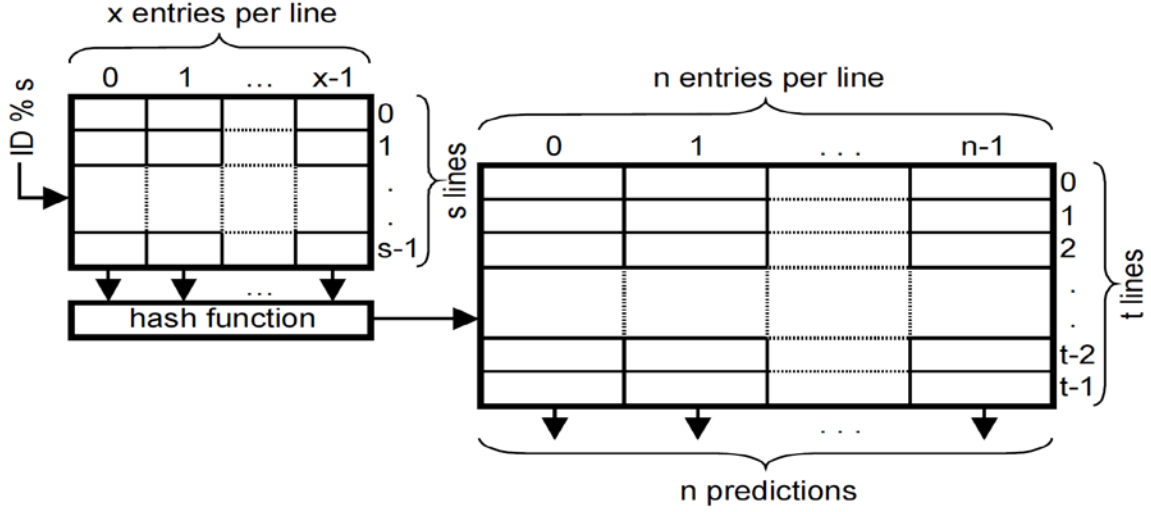 x entries per line
0 1 ... x-1
ID % s
0
1
.
.
s-1
s lines
...
hash function
n entries per line
0 1 ... n-1
0
1
2
.
.
t-2
t-1
t lines
...
n predictions